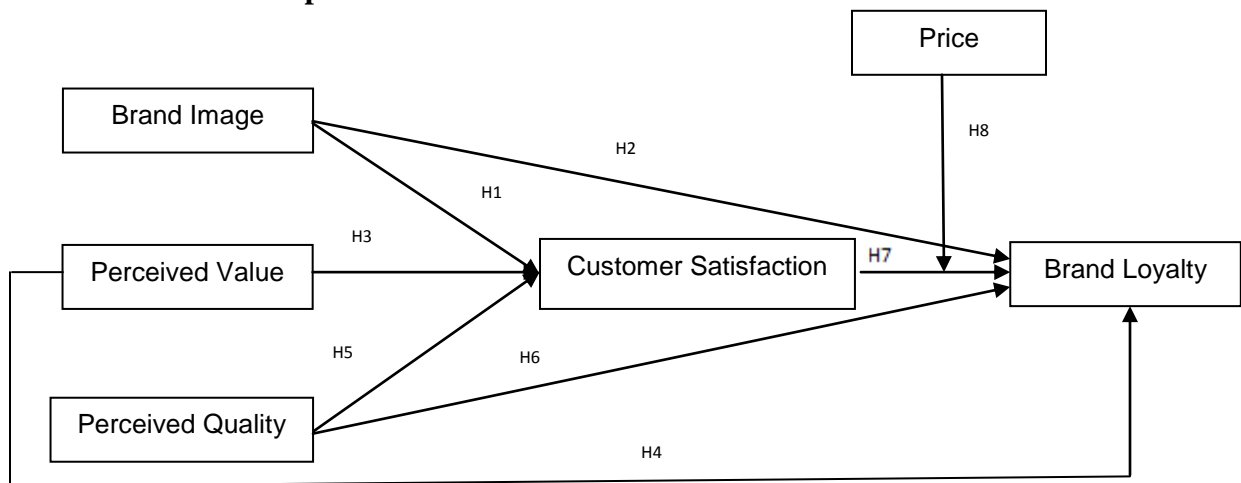 Price
Brand Image
H8
H2
H1
H3
Perceived Value
Customer Satisfaction
H7
Brand Loyalty
H5
H6
Perceived Quality
H4